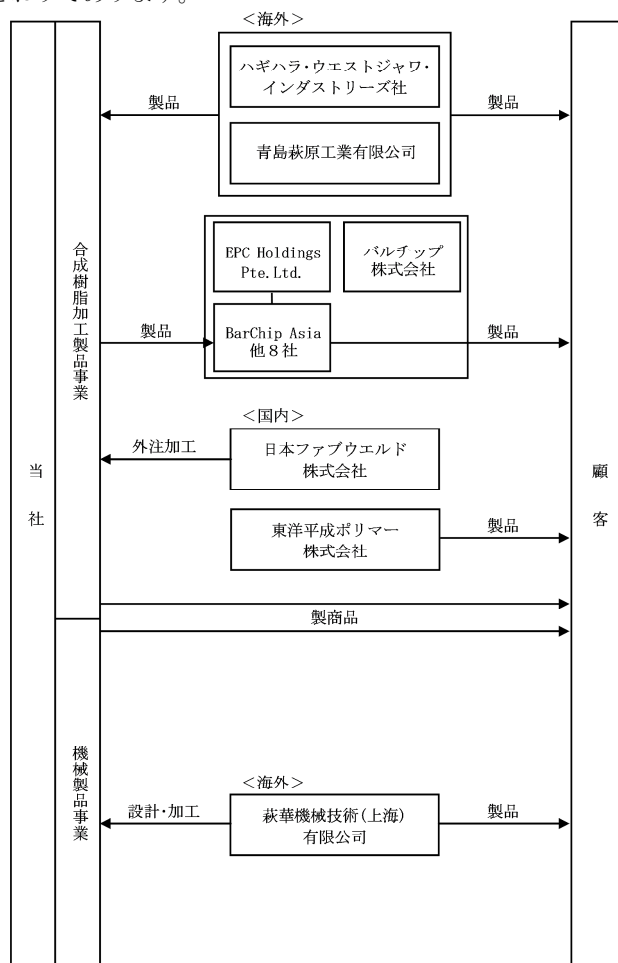 ＜海外＞
ハギハラ・ウエストジャワ・
インダストリーズ社
製品
製品
青島萩原工業有限公司
EPC Holdings
Pte.Ltd.
バルチップ
株式会社
合成樹脂加工製品事業
製品
BarChip Asia
他８社
製品
＜国内＞
外注加工
日本ファブウエルド
株式会社
当社
顧客
東洋平成ポリマー
株式会社
製品
製商品
機械製品事業
＜海外＞
設計・加工
萩華機械技術(上海)
有限公司
製品